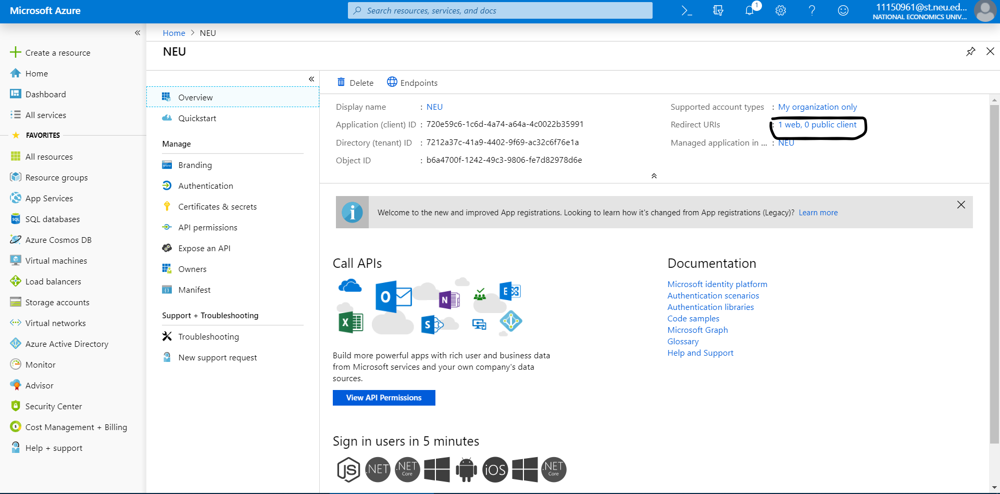 Microsoft Azure
Search resources, services, and docs
1
11150961@st.neu.ed...
NATIONAL ECONOMICS UNIV...
Create a resource
Home
Dashboard
All services
FAVORITES
All resources
Resource groups
App Services
SQL databases
Azure Cosmos DB
Virtual machines
Load balancers
Storage accounts
Virtual networks
Azure Active Directory
Monitor
Advisor
Security Center
Cost Management + Billing
Help + support
Home > NEU
NEU
Overview
Quickstart
Manage
Branding
Authentication
Certificates & secrets
API permissions
Expose an API
Owners
Manifest
Support + Troubleshooting
Troubleshooting
New support request
Delete
Endpoints
Display name : NEU
Application (client) ID : 720e59c6-1c6d-4a74-a64a-4c0022b35991
Directory (tenant) ID : 7212a37c-41a9-4402-9f69-ac32c6f76e1a
Object ID : b6a4700f-1242-49c3-9806-fe7d82978d6e
Supported account types : My organization only
Redirect URIs : 1 web, 0 public client
Managed application in ... : NEU
Welcome to the new and improved App registrations. Looking to learn how it's changed from App registrations (Legacy)? Learn more
Call APIs
Build more powerful apps with rich user and business data
from Microsoft services and your own company's data
sources.
View API Permissions
Documentation
Microsoft identity platform
Authentication scenarios
Authentication libraries
Code samples
Microsoft Graph
Glossary
Help and Support
Sign in users in 5 minutes
JS
.NET
.NET Core
iOS
.NET Core